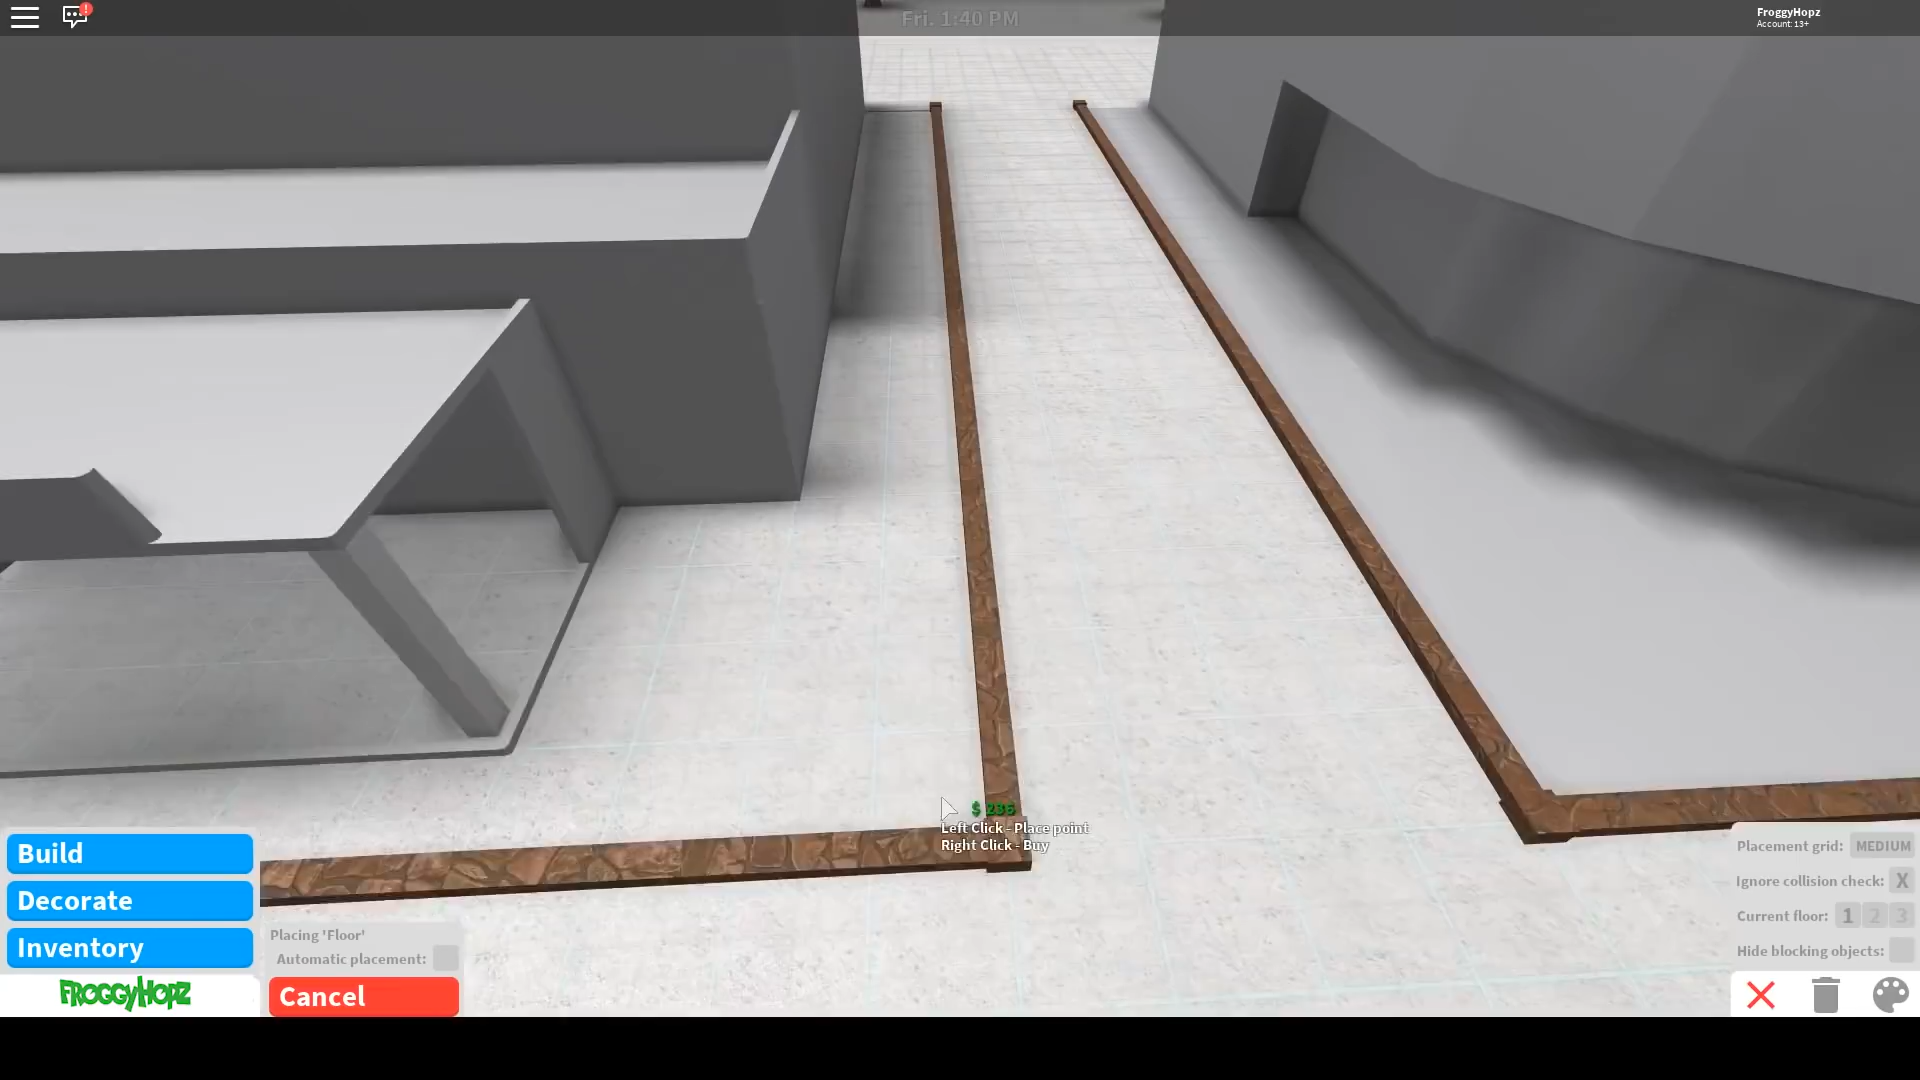 Fri. 1:40 PM
FroggyHopz
Account: 13+
!
$ 236
Left Click - Place point
Right Click - Buy
Build
Decorate
Inventory
FROGGYHOPZ
Placing 'Floor'
Automatic placement:
Cancel
Placement grid: MEDIUM
Ignore collision check: X
Current floor: 1 2 3
Hide blocking objects: